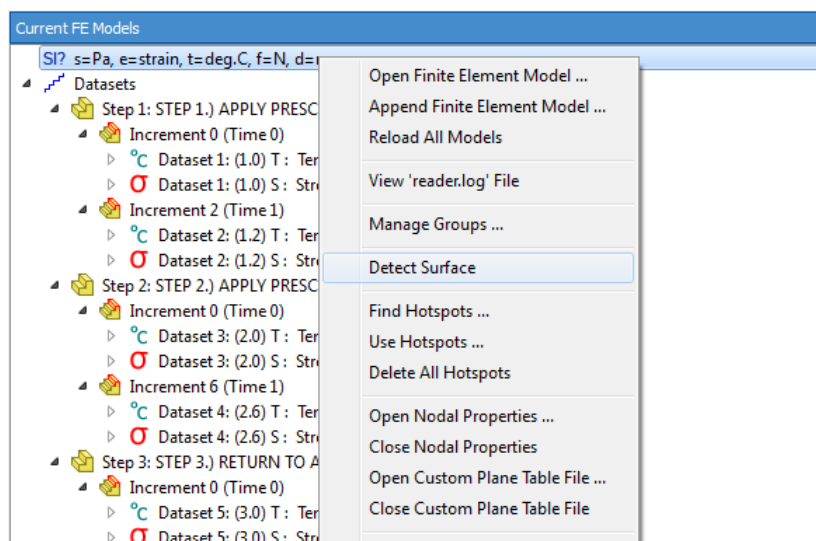 Current FE Models
SI? s=Pa, e=strain, t=deg.C, f=N, d=
Datasets
Step 1: STEP 1.) APPLY PRESC
Increment 0 (Time 0)
°C Dataset 1: (1.0) T : Ter
σ Dataset 1: (1.0) S : Stre
Increment 2 (Time 1)
°C Dataset 2: (1.2) T : Ter
σ Dataset 2: (1.2) S : Stre
Step 2: STEP 2.) APPLY PRESC
Increment 0 (Time 0)
°C Dataset 3: (2.0) T : Ter
σ Dataset 3: (2.0) S : Stre
Increment 6 (Time 1)
°C Dataset 4: (2.6) T : Ter
σ Dataset 4: (2.6) S : Stre
Step 3: STEP 3.) RETURN TO A
Increment 0 (Time 0)
°C Dataset 5: (3.0) T : Ter
σ Dataset 5: (3.0) S : Stre
Open Finite Element Model ...
Append Finite Element Model ...
Reload All Models
View 'reader.log' File
Manage Groups ...
Detect Surface
Find Hotspots ...
Use Hotspots ...
Delete All Hotspots
Open Nodal Properties ...
Close Nodal Properties
Open Custom Plane Table File ...
Close Custom Plane Table File